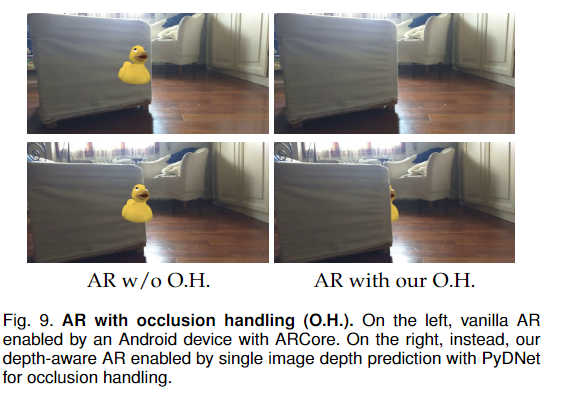 AR w/o O.H.
AR with our O.H.
Fig. 9. AR with occlusion handling (O.H.). On the left, vanilla AR
enabled by an Android device with ARCore. On the right, instead, our
depth-aware AR enabled by single image depth prediction with PyDNet
for occlusion handling.